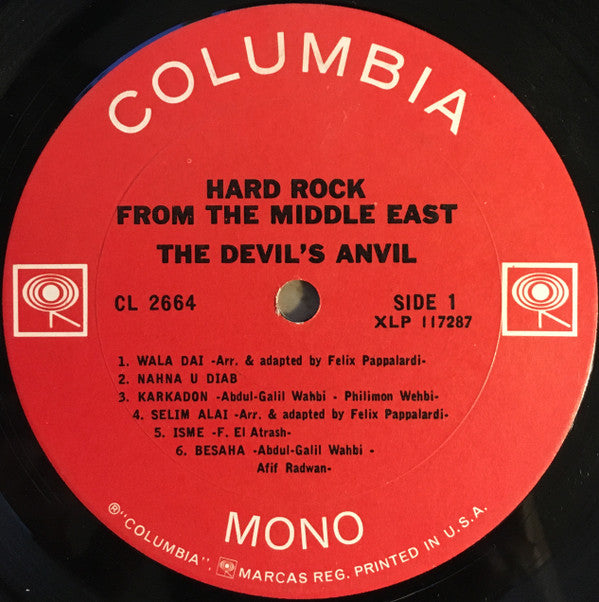 COLUMBIA
HARD ROCK
FROM THE MIDDLE EAST
THE DEVIL'S ANVIL
CL 2664
SIDE 1
XLP 117287
1. WALA DAI -Arr. & adapted by Felix Pappalardi-
2. NAHNA U DIAB
3. KARKADON -Abdul-Galil Wahbi - Philimon Wehbi-
4. SELIM ALAI -Arr. & adapted by Felix Pappalardi-
5. ISME -F. El Atrash-
6. BESAHA -Abdul-Galil Wahbi -
Afif Radwan-
MONO
®"COLUMBIA", MARCAS REG. PRINTED IN U.S.A.